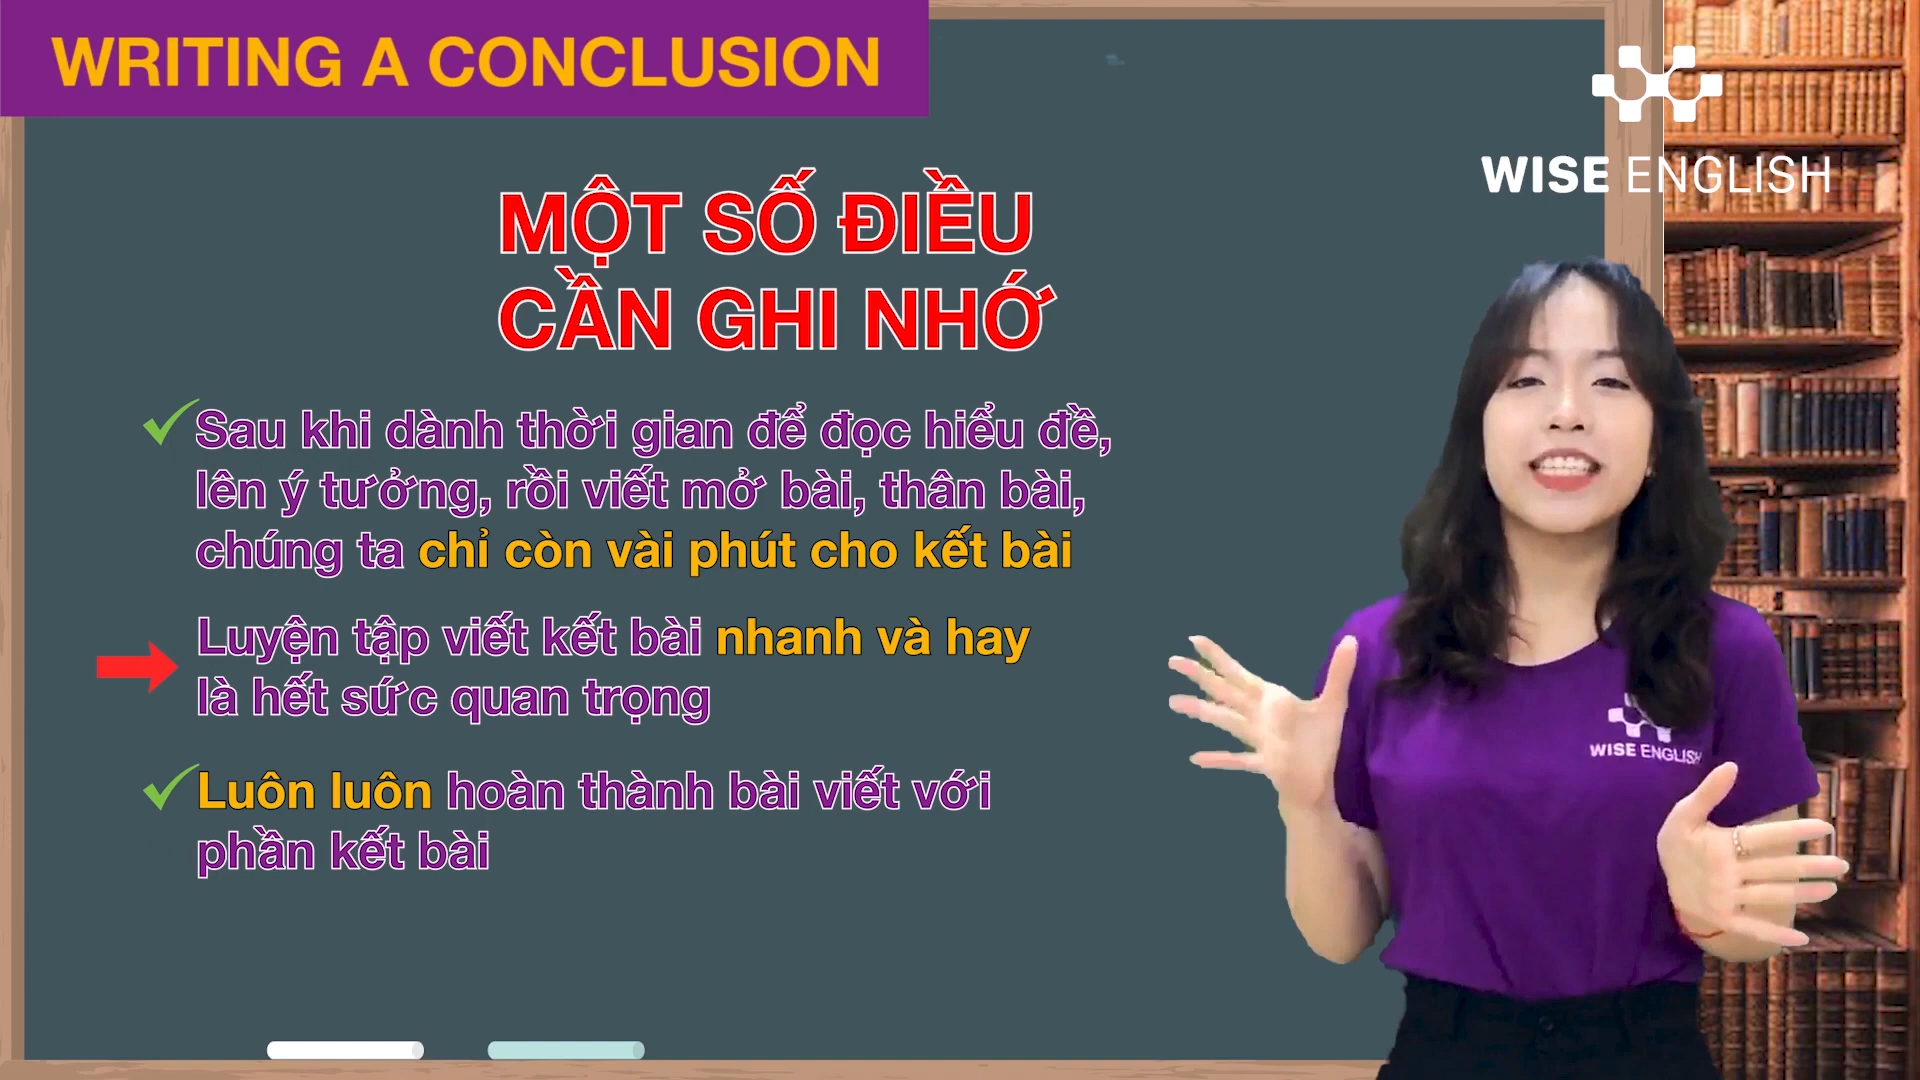 WRITING A CONCLUSION
WISE ENGLISH
MỘT SỐ ĐIỀU
CẦN GHI NHỚ
Sau khi dành thời gian để đọc hiểu đề,
lên ý tưởng, rồi viết mở bài, thân bài,
chúng ta chỉ còn vài phút cho kết bài
Luyện tập viết kết bài nhanh và hay
là hết sức quan trọng
Luôn luôn hoàn thành bài viết với
phần kết bài
WISE ENGLISH